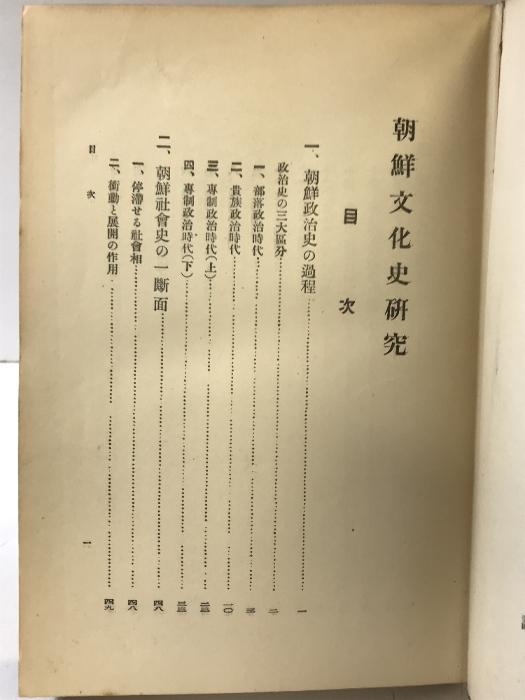 朝鮮文化史研究
目次
一、朝鮮政治史の過程……一
政治史の三大區分……二
一、部落政治時代……三
二、貴族政治時代……一〇
三、專制政治時代(上)……二三
四、專制政治時代(下)……三三
二、朝鮮社會史の一斷面……四八
一、停滯せる社會相……四八
二、衝動と展開の作用……四九
目次
一